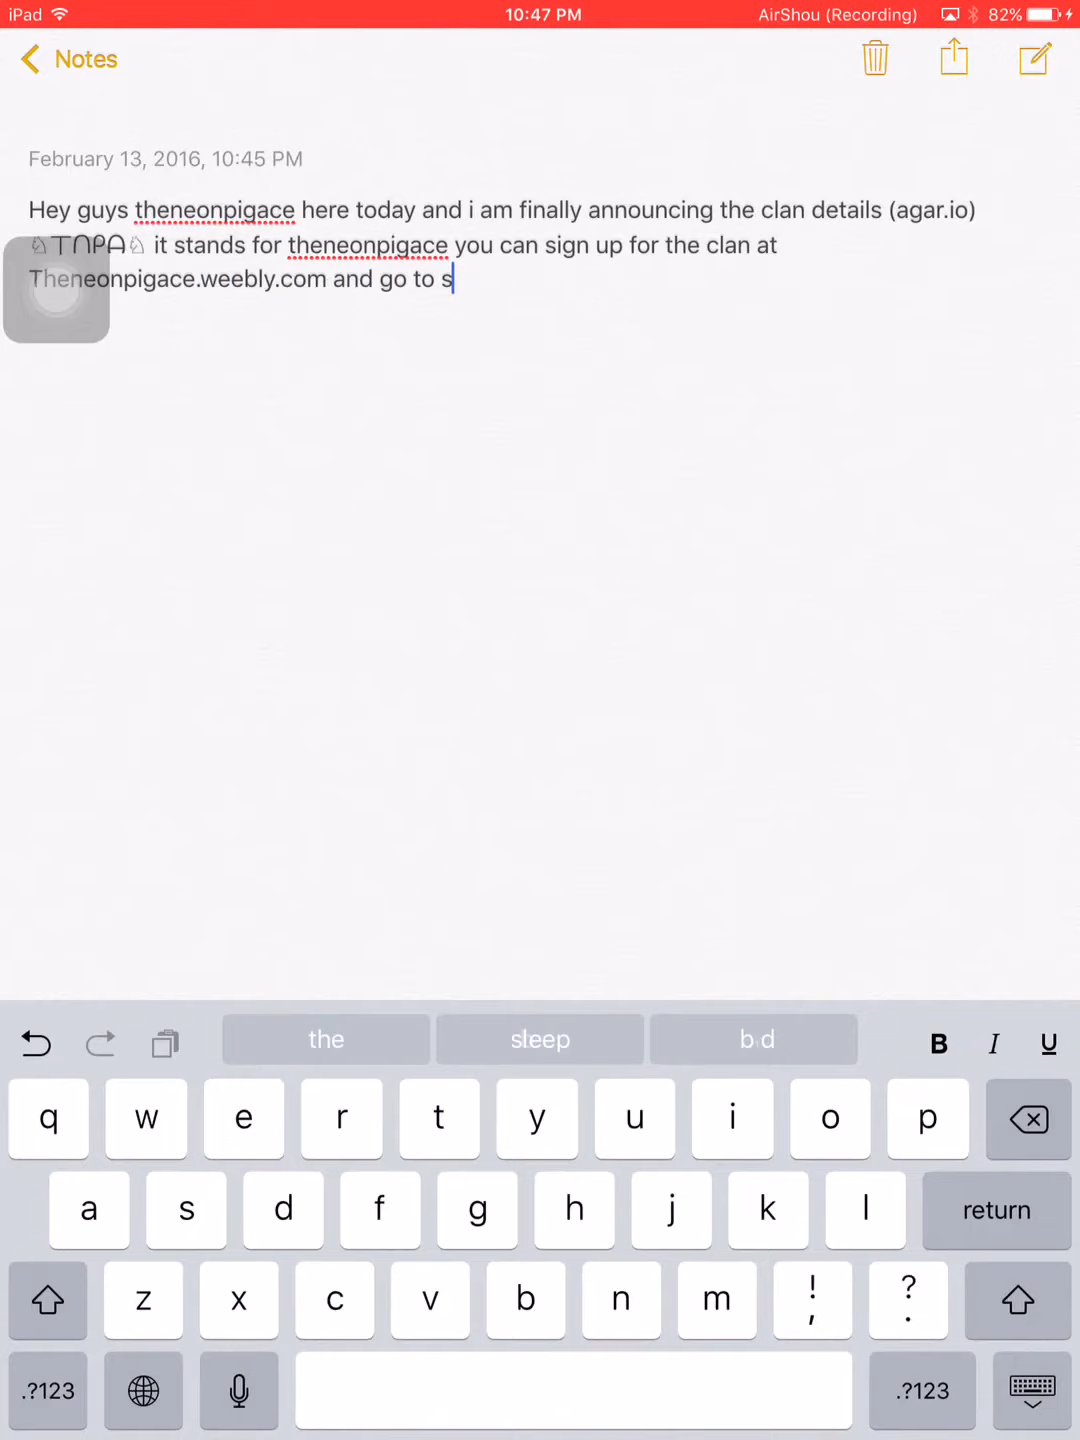 iPad 10:47 PM AirShou (Recording) 82%
Notes
February 13, 2016, 10:45 PM
Hey guys theneonpigace here today and i am finally announcing the clan details (agar.io)
♘ㄒᑎᑭᗩ♘ it stands for theneonpigace you can sign up for the clan at
Theneonpigace.weebly.com and go to s
the sleep B I U
q w e r t y u i o p
a s d f g h j k l return
z x c v b n m ! , ? .
.?123 .?123